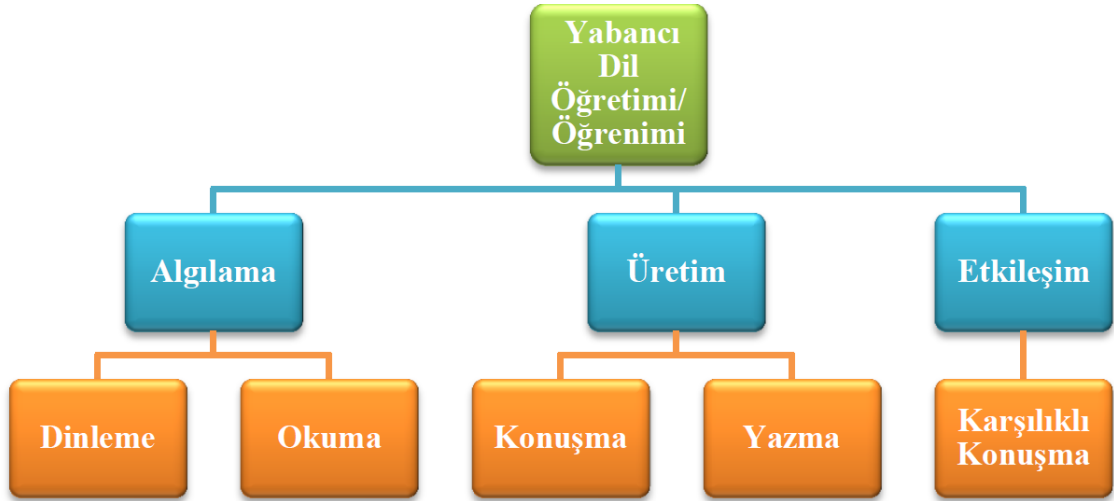 Yabancı
Dil
Öğretimi/
Öğrenimi
Algılama
Üretim
Etkileşim
Dinleme
Okuma
Konuşma
Yazma
Karşılıklı
Konuşma